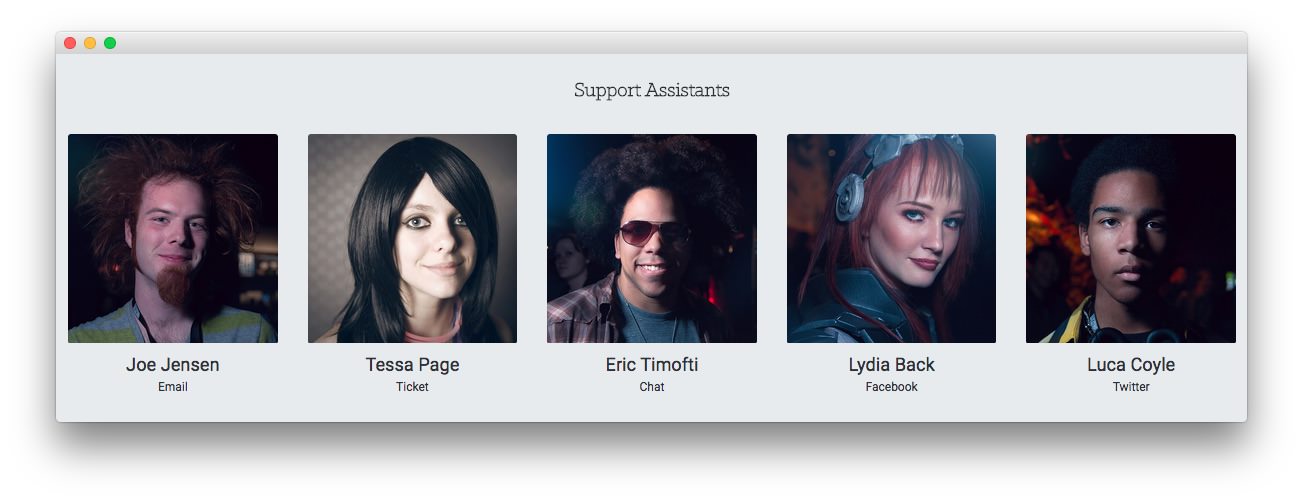 Support Assistants
Joe Jensen
Email
Tessa Page
Ticket
Eric Timofti
Chat
Lydia Back
Facebook
Luca Coyle
Twitter